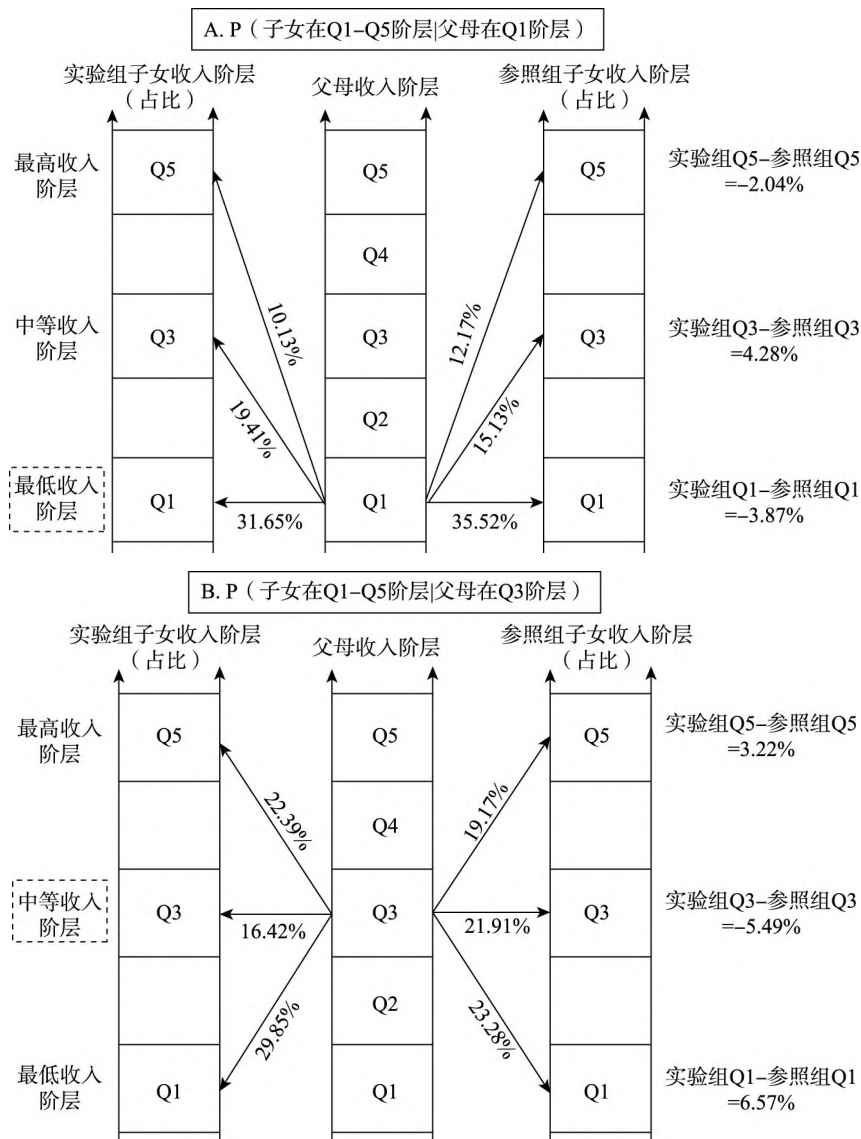 A. P（子女在Q1–Q5阶层|父母在Q1阶层）
实验组子女收入阶层
（占比）
父母收入阶层
参照组子女收入阶层
（占比）
最高收入
阶层
Q5
Q5
Q5
实验组Q5–参照组Q5
=–2.04%
Q4
10.13%
12.17%
中等收入
阶层
Q3
Q3
Q3
实验组Q3–参照组Q3
=4.28%
19.41%
Q2
15.13%
最低收入
阶层
Q1
31.65%
Q1
35.52%
Q1
实验组Q1–参照组Q1
=–3.87%
B. P（子女在Q1–Q5阶层|父母在Q3阶层）
实验组子女收入阶层
（占比）
父母收入阶层
参照组子女收入阶层
（占比）
最高收入
阶层
Q5
Q5
Q5
实验组Q5–参照组Q5
=3.22%
22.39%
Q4
19.17%
中等收入
阶层
Q3
16.42%
Q3
21.91%
Q3
实验组Q3–参照组Q3
=–5.49%
29.85%
Q2
23.28%
最低收入
阶层
Q1
Q1
Q1
实验组Q1–参照组Q1
=6.57%